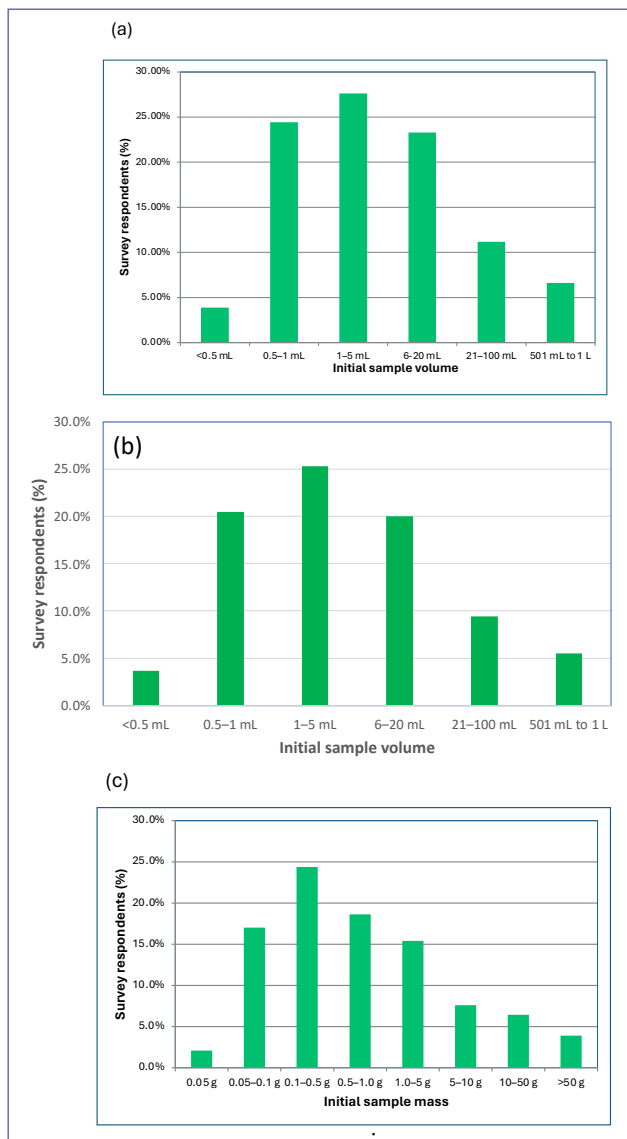 (a)
30.00%
25.00%
20.00%
15.00%
10.00%
5.00%
0.00%
Survey respondents (%)
<0.5 mL 0.5–1 mL 1–5 mL 6-20 mL 21–100 mL 501 mL to 1 L
Initial sample volume
(b)
30.0%
25.0%
20.0%
15.0%
10.0%
5.0%
0.0%
Survey respondents (%)
<0.5 mL 0.5–1 mL 1–5 mL 6–20 mL 21–100 mL 501 mL to 1 L
Initial sample volume
(c)
30.0%
25.0%
20.0%
15.0%
10.0%
5.0%
0.0%
Survey respondents (%)
0.05 g 0.05–0.1 g 0.1–0.5 g 0.5–1.0 g 1.0–5 g 5–10 g 10–50 g >50 g
Initial sample mass